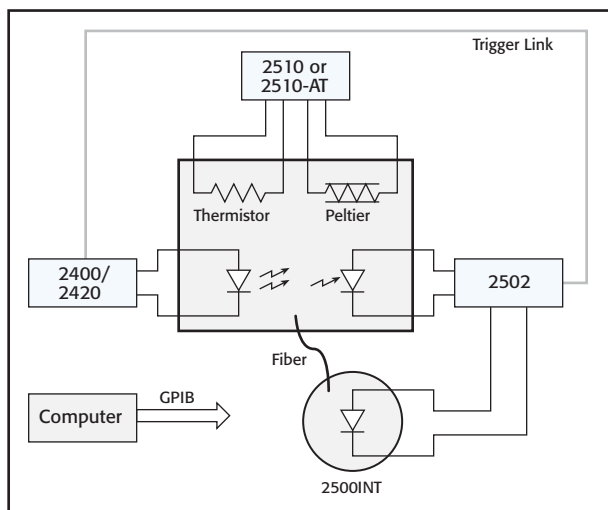 Trigger Link
2510 or
2510-AT
Thermistor
Peltier
2400/
2420
2502
Fiber
Computer
GPIB
2500INT